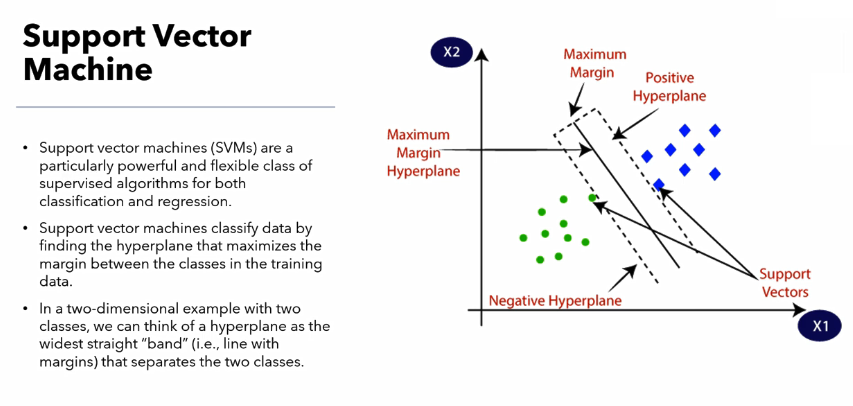 Support Vector
Machine
• Support vector machines (SVMs) are a
particularly powerful and flexible class of
supervised algorithms for both
classification and regression.
• Support vector machines classify data by
finding the hyperplane that maximizes the
margin between the classes in the training
data.
• In a two-dimensional example with two
classes, we can think of a hyperplane as the
widest straight “band” (i.e., line with
margins) that separates the two classes.
X2
Maximum
Margin
Positive
Hyperplane
Maximum
Margin
Hyperplane
Support
Vectors
Negative Hyperplane
X1